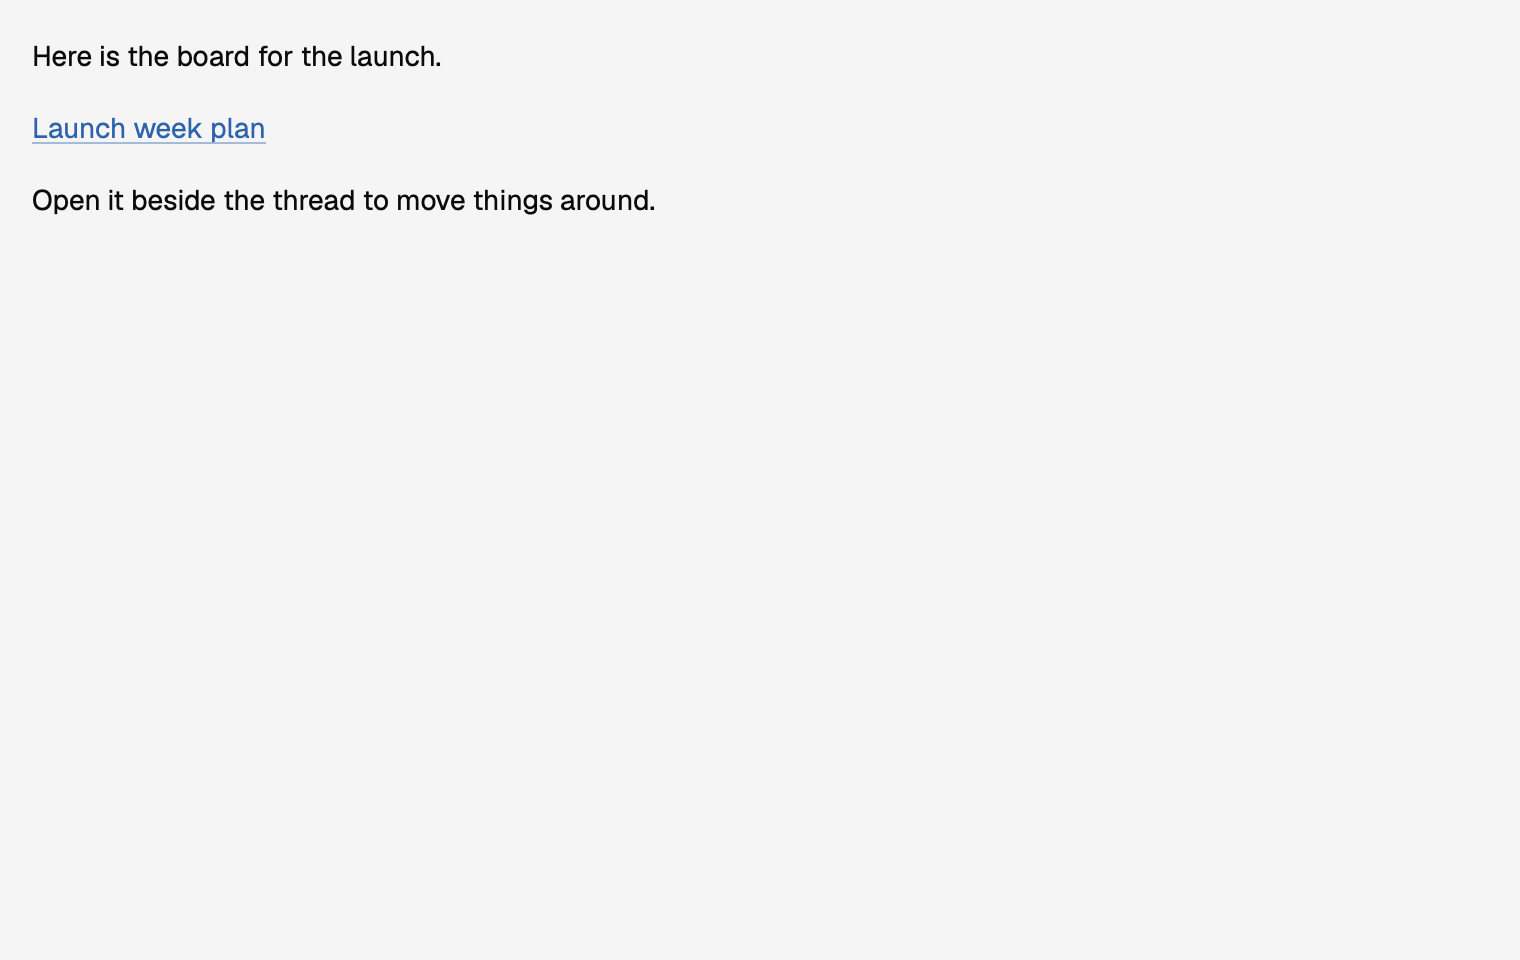 Here is the board for the launch.
Launch week plan
Open it beside the thread to move things around.